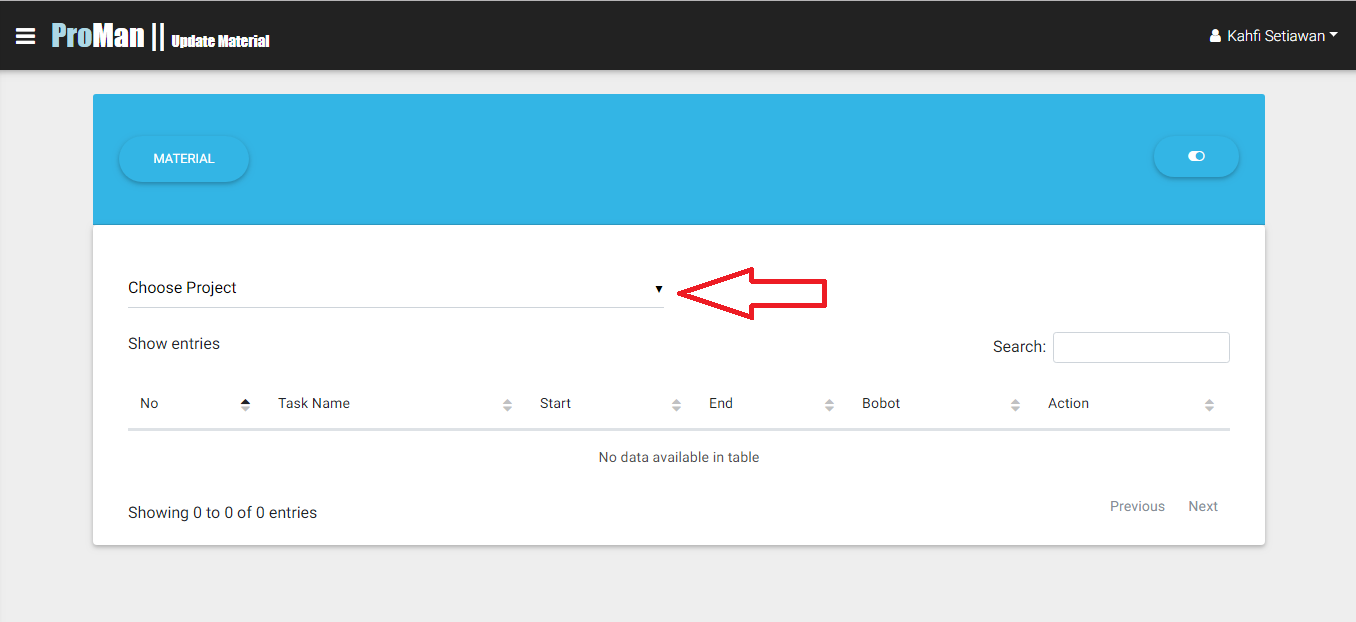 ProMan || Update Material
Kahfi Setiawan
MATERIAL
Choose Project
Show entries
Search:
No Task Name Start End Bobot Action
No data available in table
Showing 0 to 0 of 0 entries
Previous Next